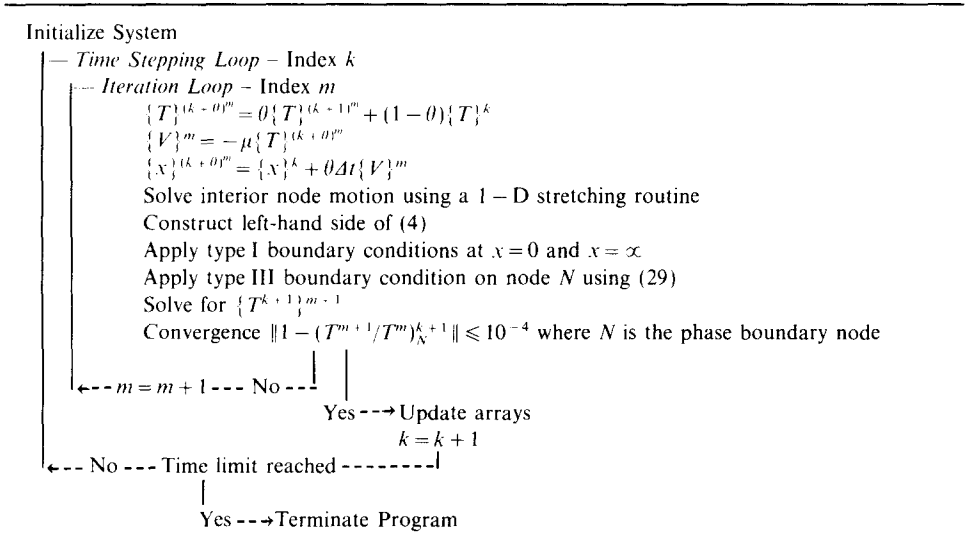 Initialize System
— Time Stepping Loop – Index k
--- Iteration Loop – Index m
{T}^{(k + θ)^m} = θ{T}^{(k + 1)^m} + (1 − θ){T}^k
{V}^m = −μ{T}^{(k + θ)^m}
{x}^{(k + θ)^m} = {x}^k + θΔt{V}^m
Solve interior node motion using a 1 – D stretching routine
Construct left-hand side of (4)
Apply type I boundary conditions at x = 0 and x = ∞
Apply type III boundary condition on node N using (29)
Solve for {T^{k + 1}}^{m + 1}
Convergence ‖1 − (T^{m + 1}/T^m)_N^{k + 1}‖ ⩽ 10^{−4} where N is the phase boundary node
←-- m = m + 1 --- No ---
Yes --→ Update arrays
k = k + 1
←-- No --- Time limit reached --------
Yes ---→ Terminate Program